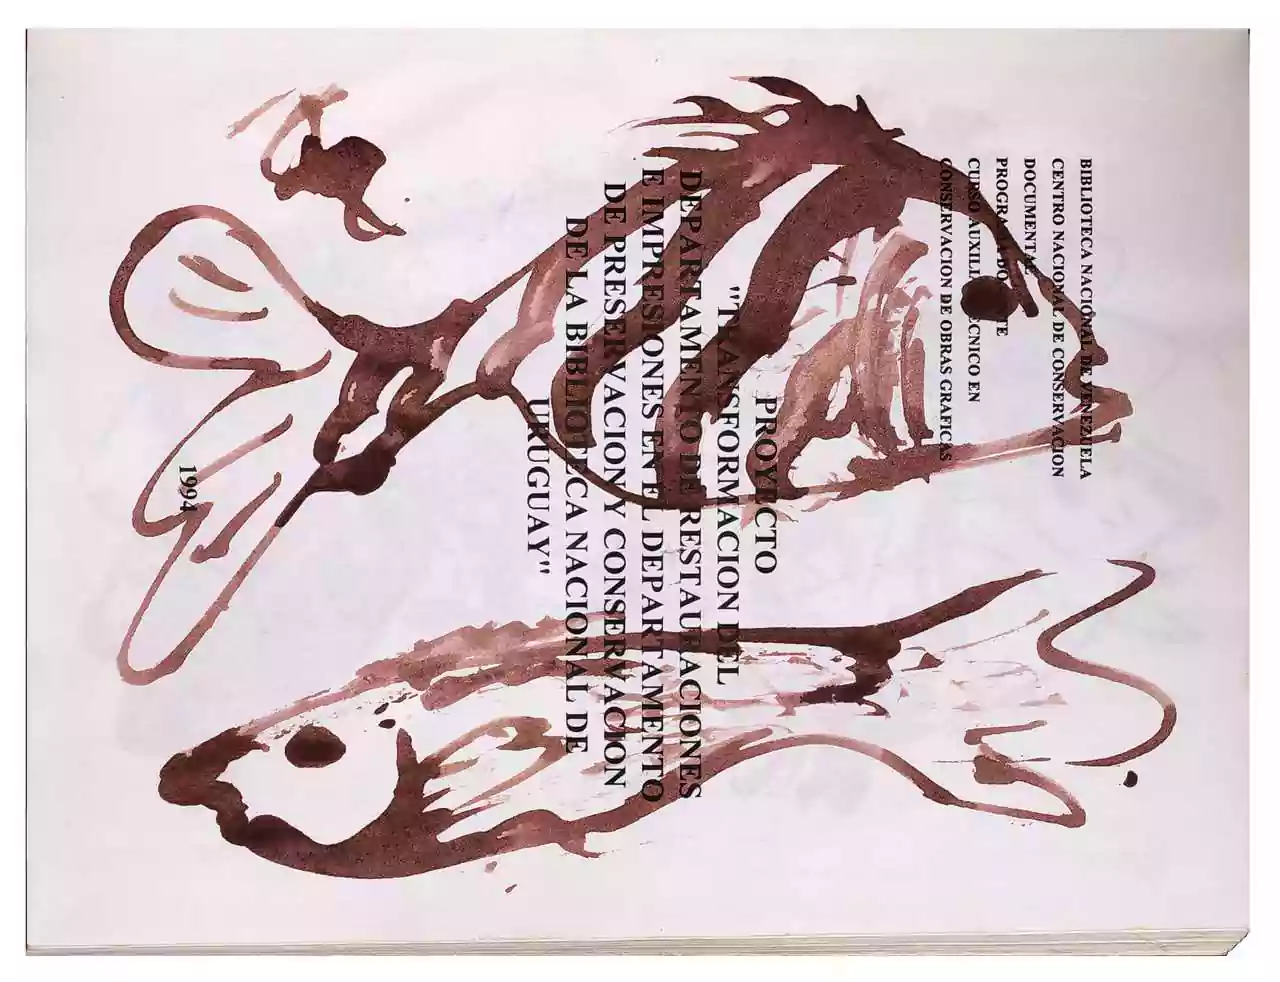 BIBLIOTECA NACIONAL DE VENEZUELA
CENTRO NACIONAL DE CONSERVACION
DOCUMENTAL
PROGRAMA DOCENTE
CURSO AUXILIAR TECNICO EN
CONSERVACION DE OBRAS GRAFICAS
PROYECTO
"TRANSFORMACION DEL
DEPARTAMENTO DE RESTAURACIONES
E IMPRESIONES EN EL DEPARTAMENTO
DE PRESERVACION Y CONSERVACION
DE LA BIBLIOTECA NACIONAL DE
URUGUAY"
1994